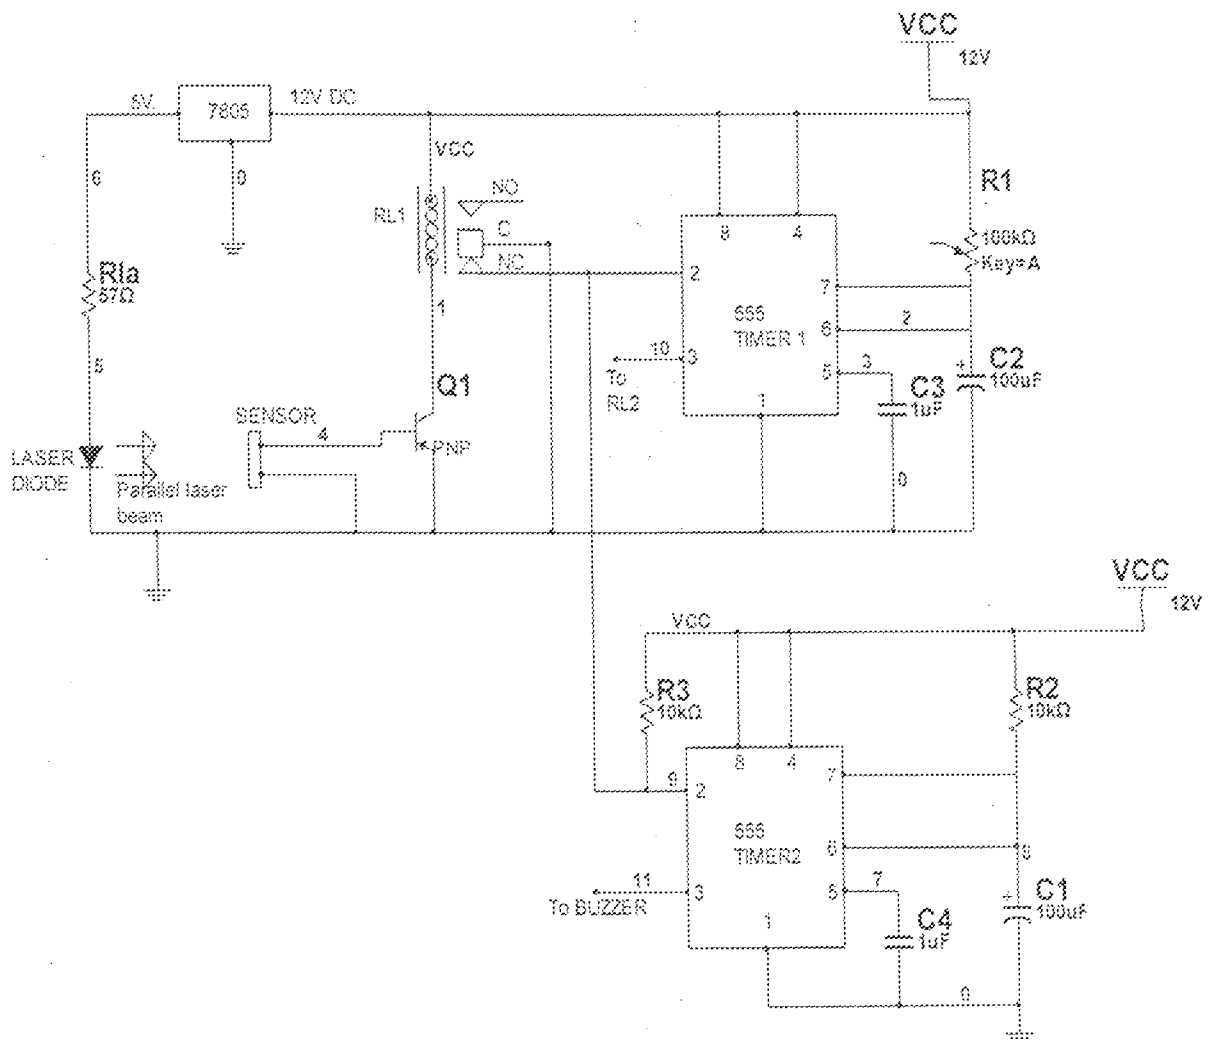 VCC
12V
5V
7805
12V DC
VCC
6
0
R1
NO
RL1
C
NC
8
4
100kΩ
Key=A
Rla
57Ω
2
7
1
555
TIMER 1
6
2
5
10
3
3
To
RL2
Q1
5
C2
100uF
C3
1uF
1
SENSOR
4
PNP
LASER
DIODE
Parallel laser
beam
0
VCC
12V
VCC
R3
10kΩ
R2
10kΩ
8
4
7
9
2
555
TIMER2
6
8
11
3
7
5
To BUZZER
C1
100uF
1
C4
1uF
0